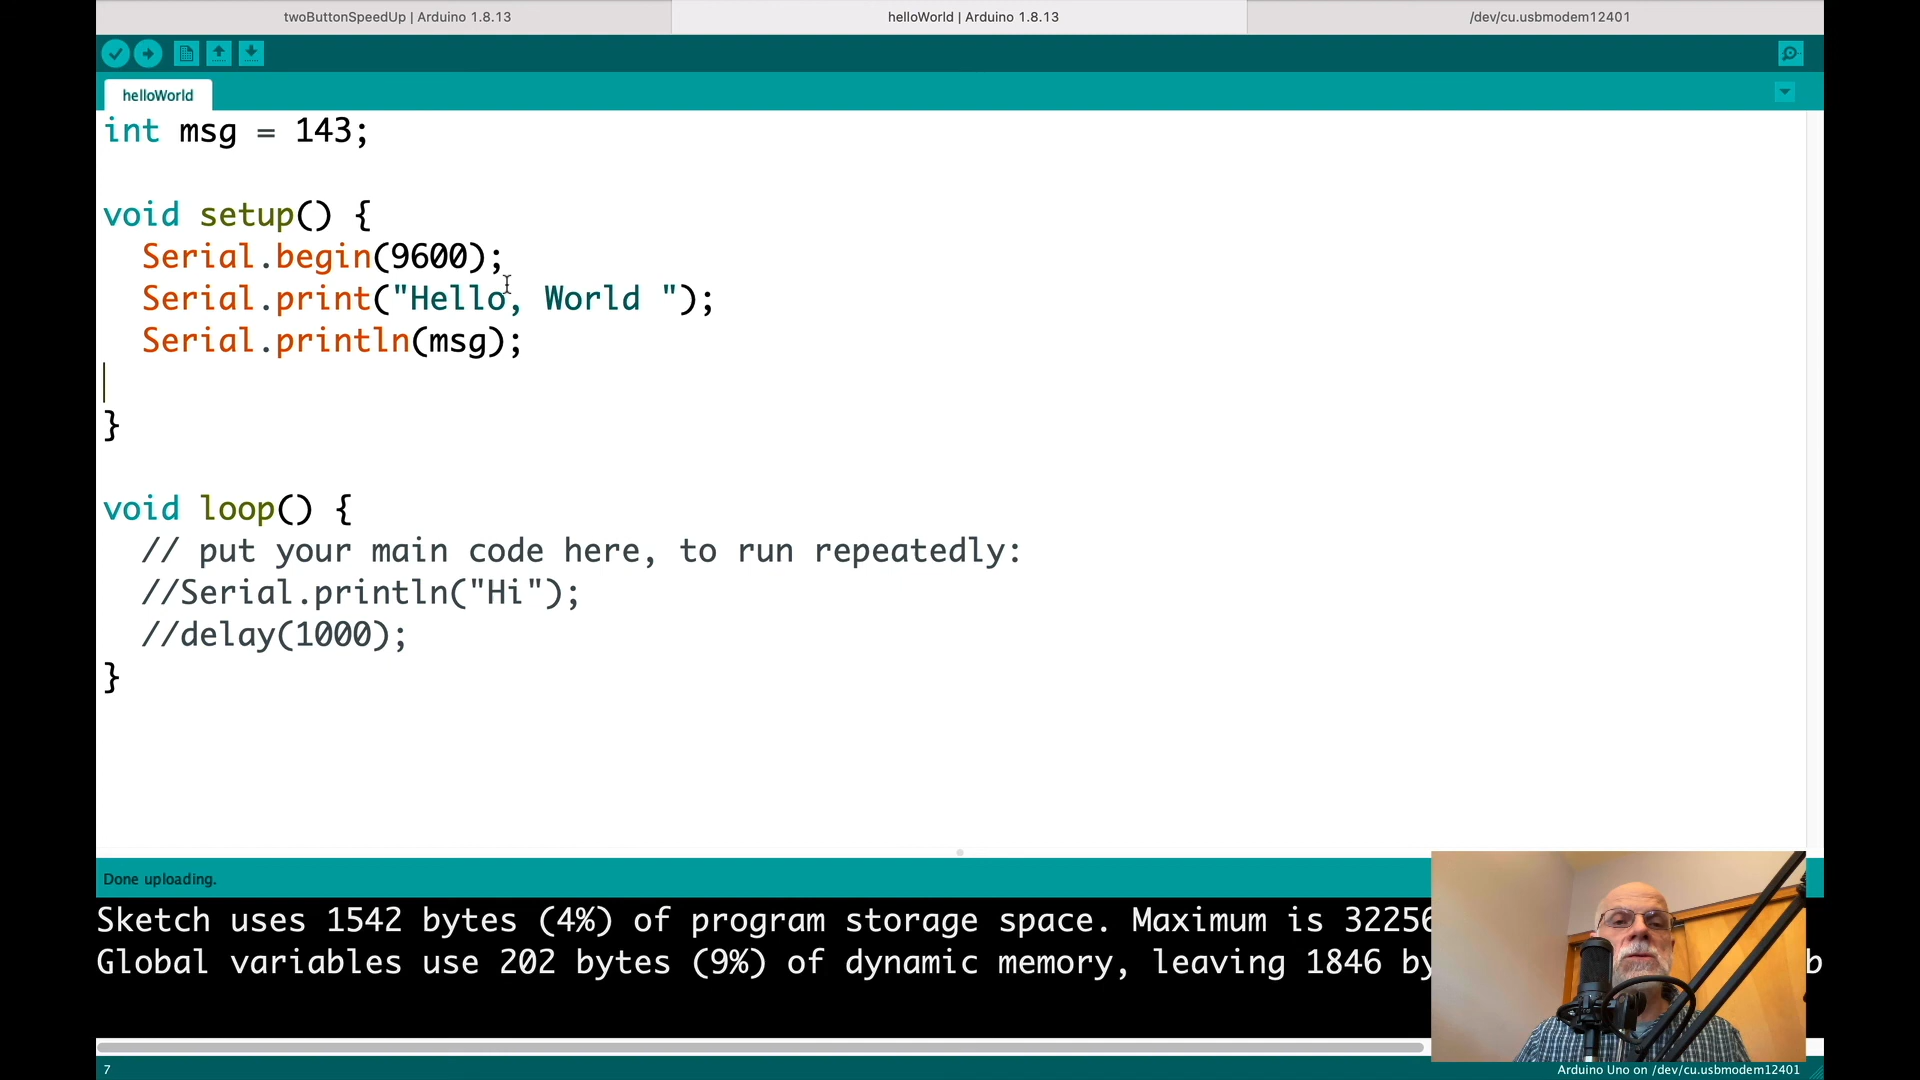 twoButtonSpeedUp | Arduino 1.8.13
helloWorld | Arduino 1.8.13
/dev/cu.usbmodem12401
helloWorld
int msg = 143;
void setup() {
Serial.begin(9600);
Serial.print("Hello, World ");
Serial.println(msg);
}
void loop() {
// put your main code here, to run repeatedly:
//Serial.println("Hi");
//delay(1000);
}
Done uploading.
Sketch uses 1542 bytes (4%) of program storage space. Maximum is 32256
Global variables use 202 bytes (9%) of dynamic memory, leaving 1846 by
7
Arduino Uno on /dev/cu.usbmodem12401